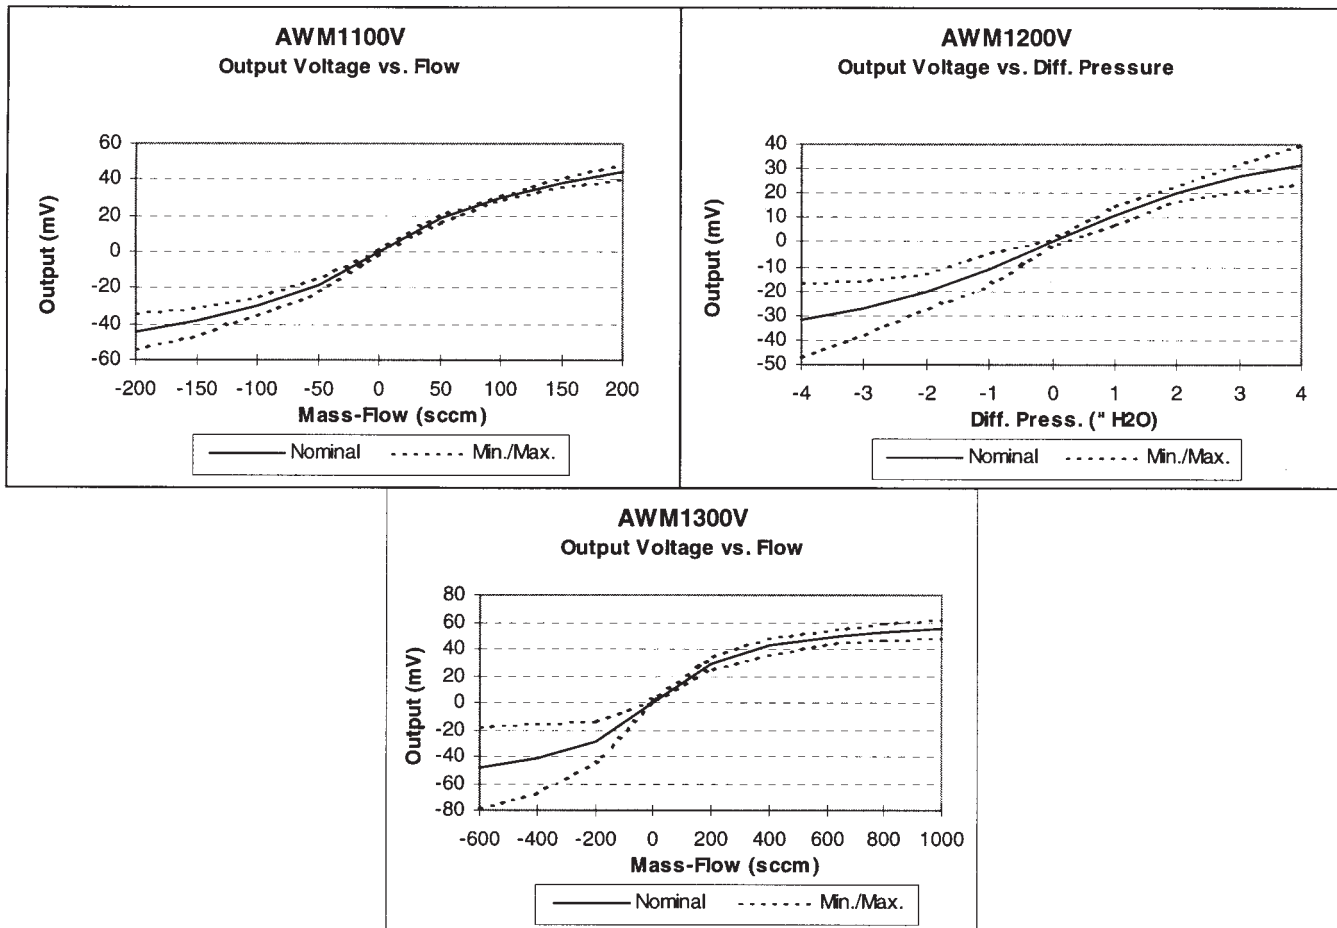 AWM1100V
Output Voltage vs. Flow
60
40
20
0
-20
-40
-60
Output (mV)
-200 -150 -100 -50 0 50 100 150 200
Mass-Flow (sccm)
Nominal Min./Max.
AWM1200V
Output Voltage vs. Diff. Pressure
40
30
20
10
0
-10
-20
-30
-40
-50
Output (mV)
-4 -3 -2 -1 0 1 2 3 4
Diff. Press. (" H2O)
Nominal Min./Max.
AWM1300V
Output Voltage vs. Flow
80
60
40
20
0
-20
-40
-60
-80
Output (mV)
-600 -400 -200 0 200 400 600 800 1000
Mass-Flow (sccm)
Nominal Min./Max.